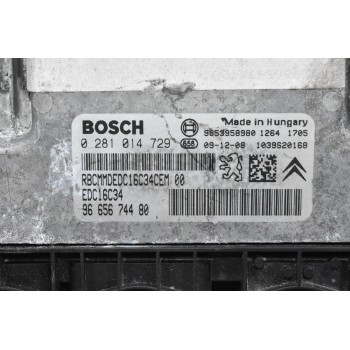 BOSCH
Made in Hungary
9653958980 1264 1705
0 281 014 729 658 09-12-08 1039S20168
RBCMMDEDC16C34CEM 00
EDC16C34
96 656 744 80